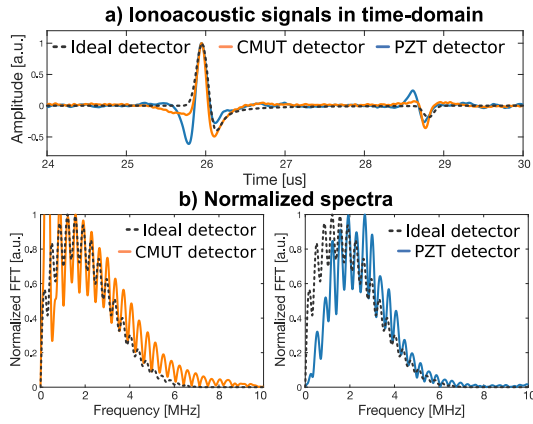 a) Ionoacoustic signals in time-domain
Ideal detector CMUT detector PZT detector
Amplitude [a.u.]
1
0.5
0
-0.5
24 25 26 27 28 29 30
Time [us]
b) Normalized spectra
Normalized FFT [a.u.]
1
0.8
0.6
0.4
0.2
0
Ideal detector
CMUT detector
0 2 4 6 8 10
Frequency [MHz]
Normalized FFT [a.u.]
1
0.8
0.6
0.4
0.2
0
Ideal detector
PZT detector
0 2 4 6 8 10
Frequency [MHz]